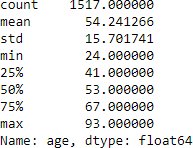 count    1517.000000
mean       54.241266
std        15.701741
min        24.000000
25%        41.000000
50%        53.000000
75%        67.000000
max        93.000000
Name: age, dtype: float64